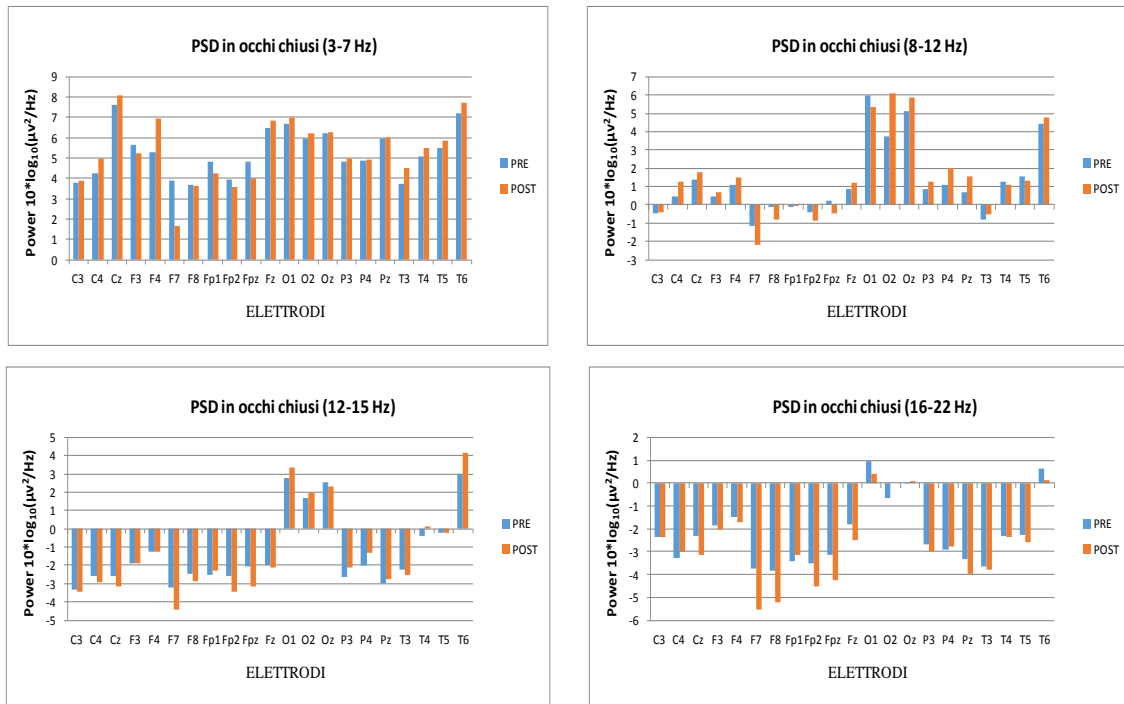 PSD in occhi chiusi (3-7 Hz)
Power 10*log₁₀(µv²/Hz)
9
8
7
6
5
4
3
2
1
0
C3 C4 Cz F3 F4 F7 F8 Fp1 Fp2 Fpz Fz O1 O2 Oz P3 P4 Pz T3 T4 T5 T6
ELETTRODI
PRE
POST
PSD in occhi chiusi (8-12 Hz)
Power 10*log₁₀(µv²/Hz)
7
6
5
4
3
2
1
0
-1
-2
-3
C3 C4 Cz F3 F4 F7 F8 Fp1 Fp2 Fpz Fz O1 O2 Oz P3 P4 Pz T3 T4 T5 T6
ELETTRODI
PRE
POST
PSD in occhi chiusi (12-15 Hz)
Power 10*log₁₀(µv²/Hz)
5
4
3
2
1
0
-1
-2
-3
-4
-5
C3 C4 Cz F3 F4 F7 F8 Fp1 Fp2 Fpz Fz O1 O2 Oz P3 P4 Pz T3 T4 T5 T6
ELETTRODI
PRE
POST
PSD in occhi chiusi (16-22 Hz)
Power 10*log₁₀(µv²/Hz)
2
1
0
-1
-2
-3
-4
-5
-6
C3 C4 Cz F3 F4 F7 F8 Fp1 Fp2 Fpz Fz O1 O2 Oz P3 P4 Pz T3 T4 T5 T6
ELETTRODI
PRE
POST